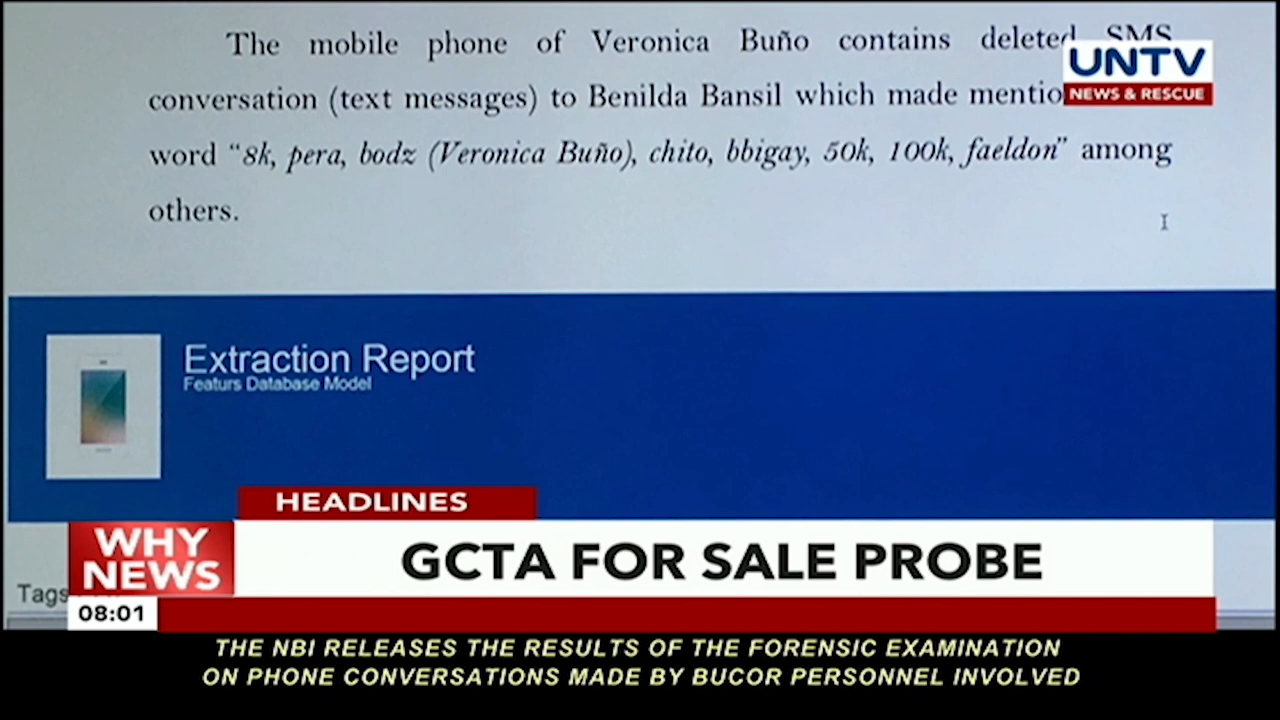 The mobile phone of Veronica Buño contains deleted SMS
conversation (text messages) to Benilda Bansil which made mentio
word "8k, pera, bodz (Veronica Buño), chito, bbigay, 50k, 100k, faeldon" among
others.
UNTV
NEWS & RESCUE
Extraction Report
Featurs Database Model
HEADLINES
WHY
NEWS
GCTA FOR SALE PROBE
Tags
08:01
THE NBI RELEASES THE RESULTS OF THE FORENSIC EXAMINATION
ON PHONE CONVERSATIONS MADE BY BUCOR PERSONNEL INVOLVED